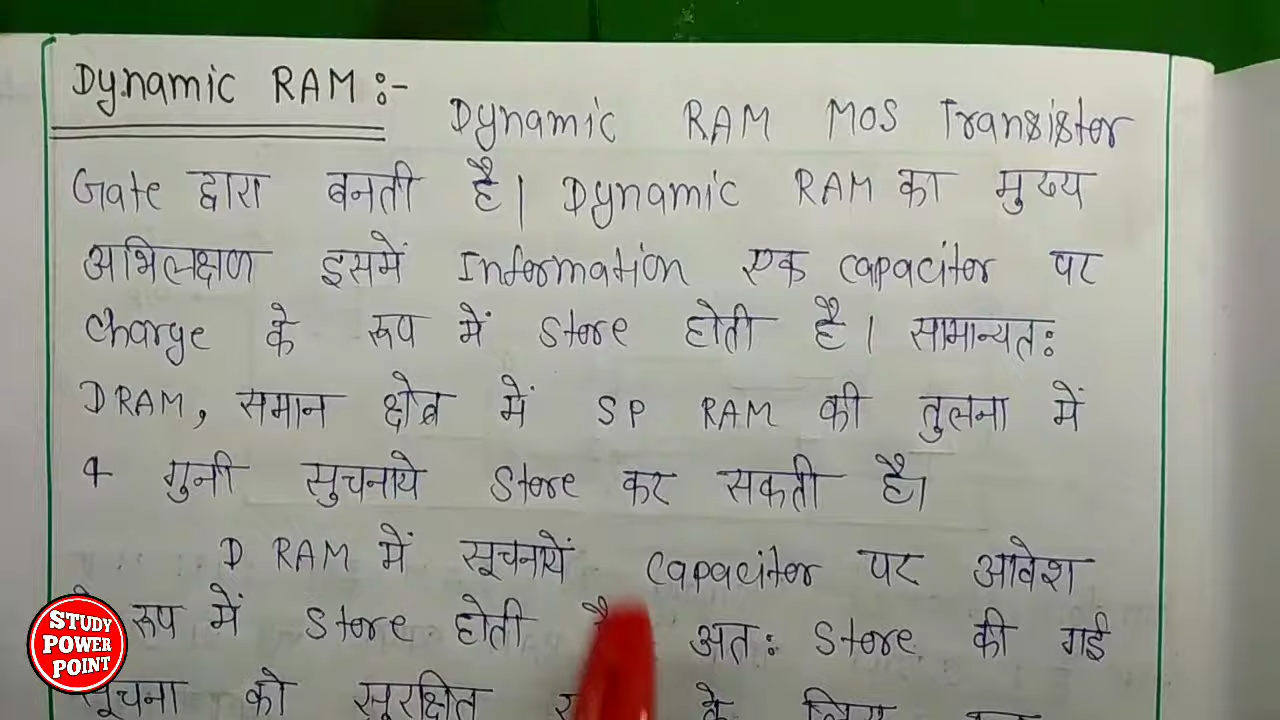 Dynamic RAM :-
Dynamic RAM MOS Transistor
Gate द्वारा बनती है। Dynamic RAM का मुख्य
अभिलक्षण इसमें Information एक capacitor पर
charge के रूप में store होती है। सामान्यतः
DRAM, समान क्षेत्र में SP RAM की तुलना में
4 गुनी सुचनाये store कर सकती है।
D RAM में सूचनायें capacitor पर आवेश
रूप में store होती है अतः store की गई
सूचना को सुरक्षित के लिए
STUDY
POWER
POINT